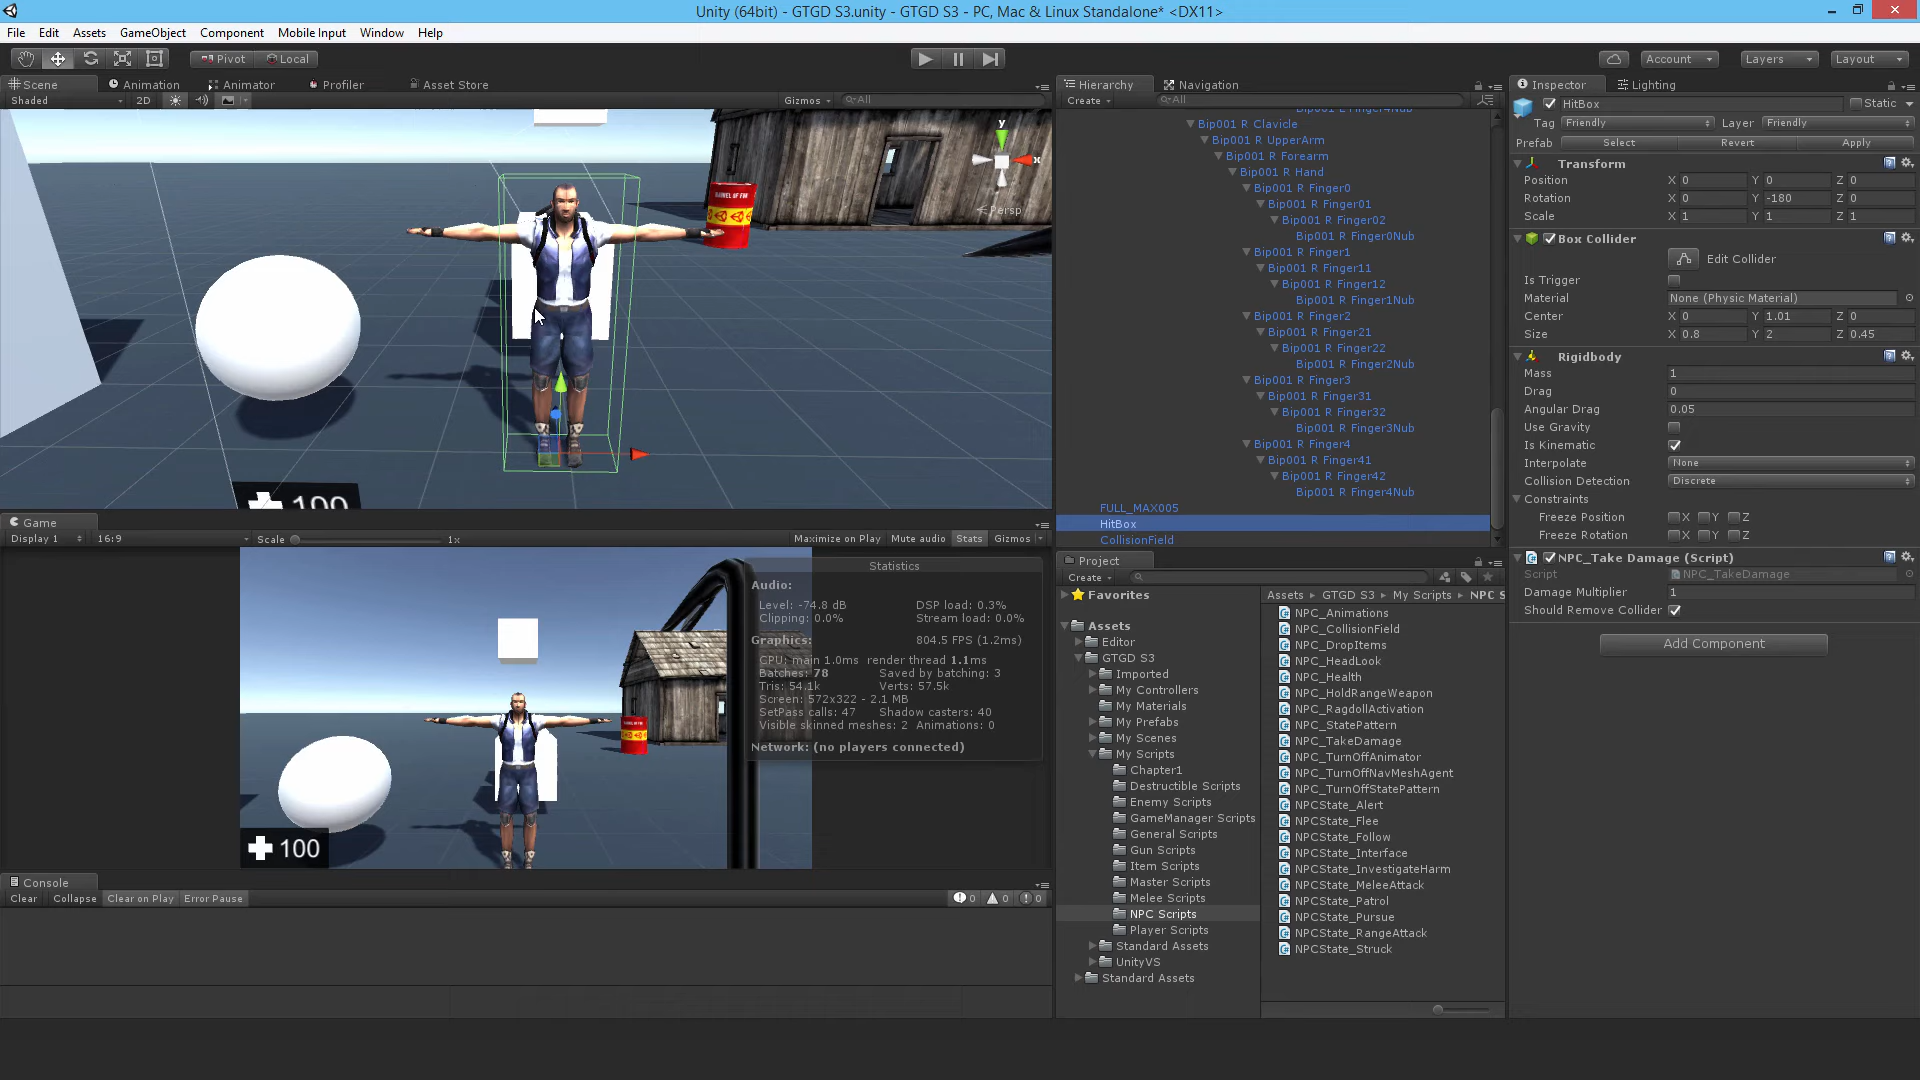 Unity (64bit) - GTGD S3.unity - GTGD S3 - PC, Mac & Linux Standalone* <DX11>
File Edit Assets GameObject Component Mobile Input Window Help
Pivot Local Account Layers Layout
Scene Animation Animator Profiler Asset Store
Shaded 2D Gizmos All
y
x
Persp
BARREL OF FUN
100
Hierarchy Navigation
Create All
Bip001 L Finger4Nub
Bip001 R Clavicle
Bip001 R UpperArm
Bip001 R Forearm
Bip001 R Hand
Bip001 R Finger0
Bip001 R Finger01
Bip001 R Finger02
Bip001 R Finger0Nub
Bip001 R Finger1
Bip001 R Finger11
Bip001 R Finger12
Bip001 R Finger1Nub
Bip001 R Finger2
Bip001 R Finger21
Bip001 R Finger22
Bip001 R Finger2Nub
Bip001 R Finger3
Bip001 R Finger31
Bip001 R Finger32
Bip001 R Finger3Nub
Bip001 R Finger4
Bip001 R Finger41
Bip001 R Finger42
Bip001 R Finger4Nub
FULL_MAX005
HitBox
CollisionField
Inspector Lighting
HitBox Static
Tag Friendly Layer Friendly
Prefab Select Revert Apply
Transform
Position X 0 Y 0 Z 0
Rotation X 0 Y -180 Z 0
Scale X 1 Y 1 Z 1
Box Collider
Edit Collider
Is Trigger
Material None (Physic Material)
Center X 0 Y 1.01 Z 0
Size X 0.8 Y 2 Z 0.45
Rigidbody
Mass 1
Drag 0
Angular Drag 0.05
Use Gravity
Is Kinematic
Interpolate None
Collision Detection Discrete
Constraints
Freeze Position X Y Z
Freeze Rotation X Y Z
NPC_Take Damage (Script)
Script NPC_TakeDamage
Damage Multiplier 1
Should Remove Collider
Add Component
Game
Display 1 16:9 Scale 1x Maximize on Play Mute audio Stats Gizmos
Statistics
Audio:
Level: -74.8 dB DSP load: 0.3%
Clipping: 0.0% Stream load: 0.0%
Graphics: 804.5 FPS (1.2ms)
CPU: main 1.0ms render thread 1.1ms
Batches: 78 Saved by batching: 3
Tris: 54.1k Verts: 57.5k
Screen: 572x322 - 2.1 MB
SetPass calls: 47 Shadow casters: 40
Visible skinned meshes: 2 Animations: 0
Network: (no players connected)
100
Console
Clear Collapse Clear on Play Error Pause 0 0 0
Project
Create
Favorites
Assets
Editor
GTGD S3
Imported
My Controllers
My Materials
My Prefabs
My Scenes
My Scripts
Chapter1
Destructible Scripts
Enemy Scripts
GameManager Scripts
General Scripts
Gun Scripts
Item Scripts
Master Scripts
Melee Scripts
NPC Scripts
Player Scripts
Standard Assets
UnityVS
Standard Assets
Assets GTGD S3 My Scripts NPC S
NPC_Animations
NPC_CollisionField
NPC_DropItems
NPC_HeadLook
NPC_Health
NPC_HoldRangeWeapon
NPC_RagdollActivation
NPC_StatePattern
NPC_TakeDamage
NPC_TurnOffAnimator
NPC_TurnOffNavMeshAgent
NPC_TurnOffStatePattern
NPCState_Alert
NPCState_Flee
NPCState_Follow
NPCState_Interface
NPCState_InvestigateHarm
NPCState_MeleeAttack
NPCState_Patrol
NPCState_Pursue
NPCState_RangeAttack
NPCState_Struck